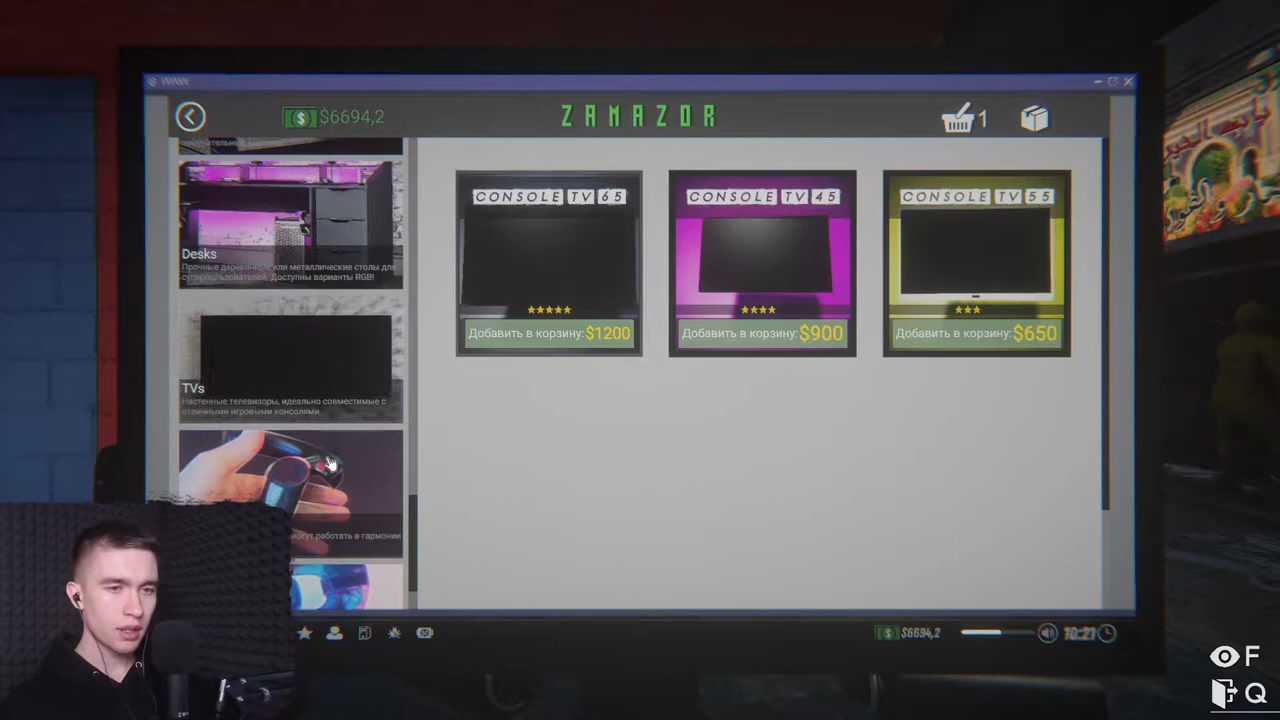 www
$6694,2
ZAMAZOR
1
Desks
Прочные деревянные или металлические столы для
суперпользователей. Доступны варианты RGB!
TVs
Настенные телевизоры, идеально совместимые с
отличными игровыми консолями.
могут работать в гармонии
CONSOLE TV 65
Добавить в корзину: $1200
CONSOLE TV 45
Добавить в корзину: $900
CONSOLE TV 55
Добавить в корзину: $650
$6694,2
10:21
F
Q